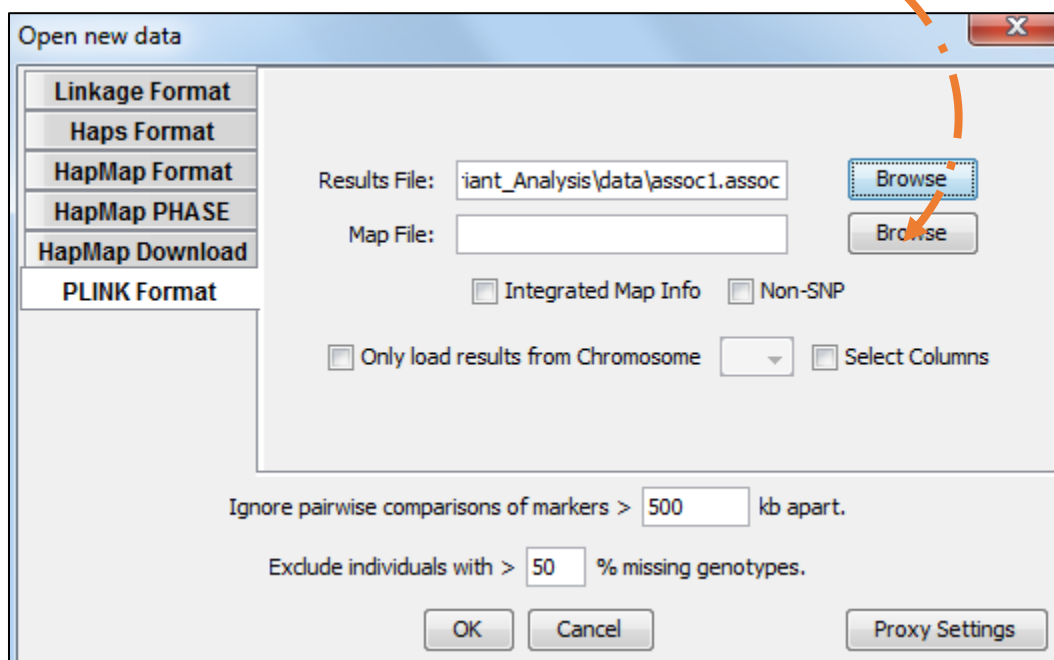 Open new data
Linkage Format
Haps Format
HapMap Format
HapMap PHASE
HapMap Download
PLINK Format
Results File: iant_Analysis\data\assoc1.assoc Browse
Map File: Browse
Integrated Map Info Non-SNP
Only load results from Chromosome Select Columns
Ignore pairwise comparisons of markers > 500 kb apart.
Exclude individuals with > 50 % missing genotypes.
OK Cancel Proxy Settings